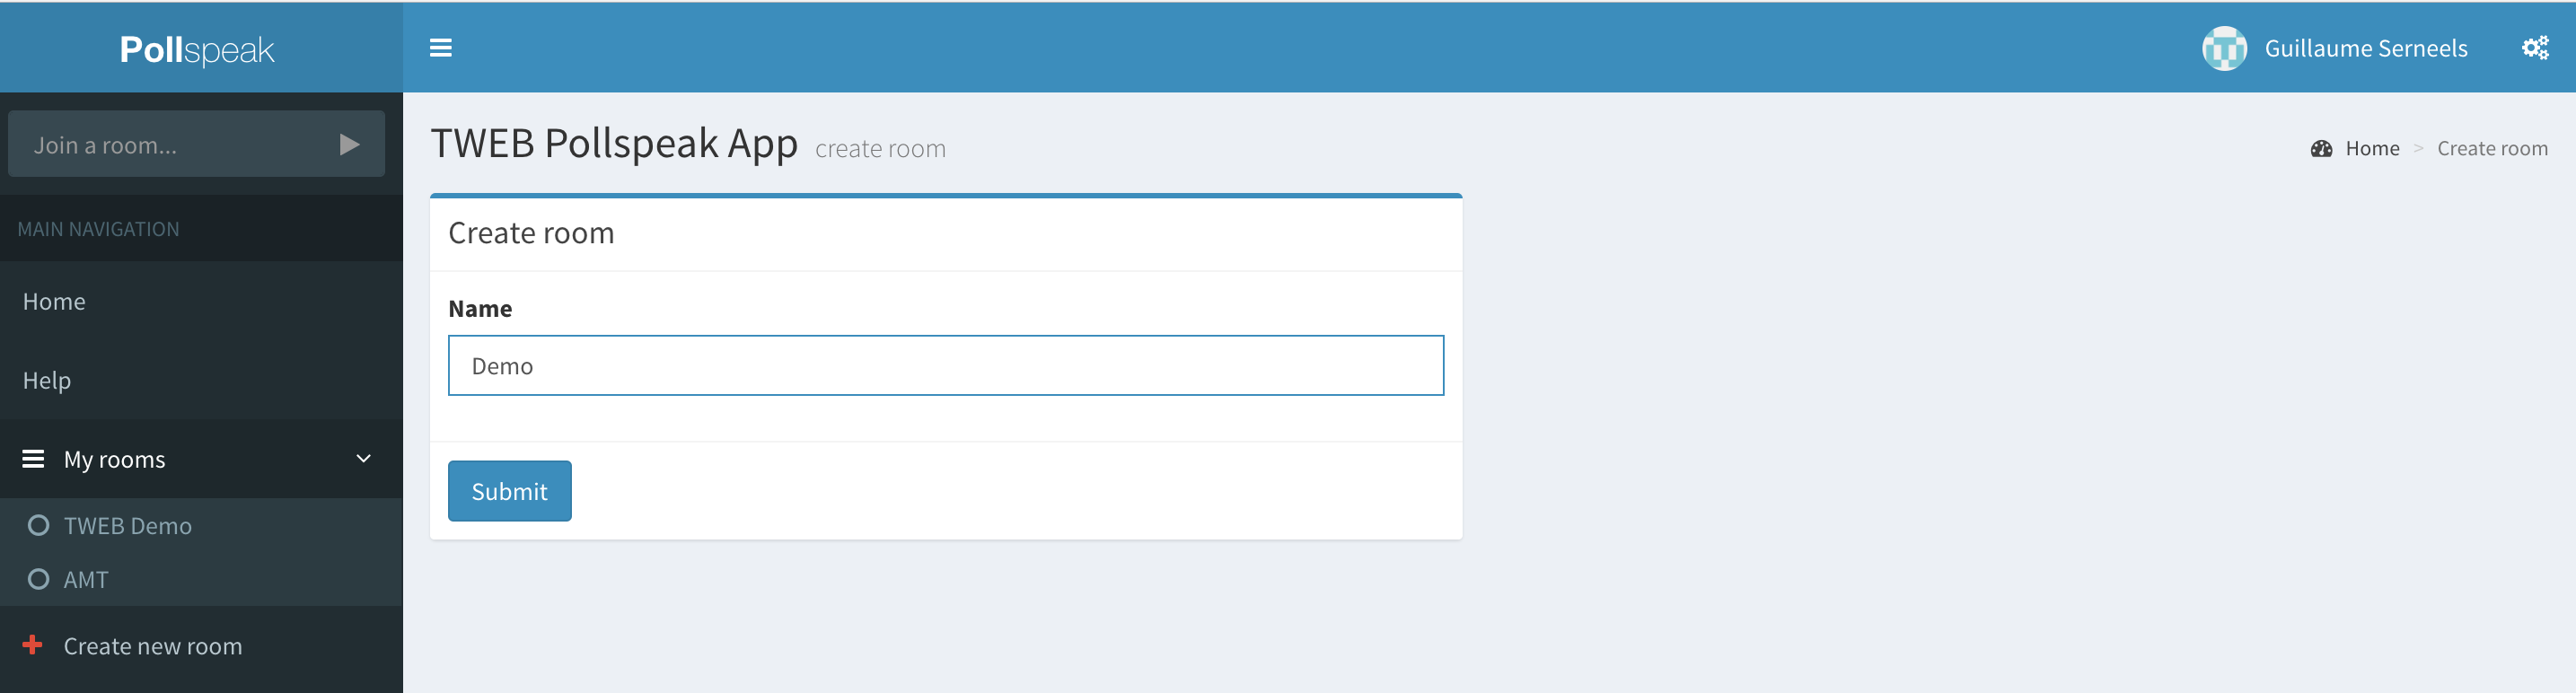 Pollspeak
Guillaume Serneels
Join a room...
MAIN NAVIGATION
Home
Help
My rooms
TWEB Demo
AMT
Create new room
TWEB Pollspeak App create room
Home > Create room
Create room
Name
Demo
Submit